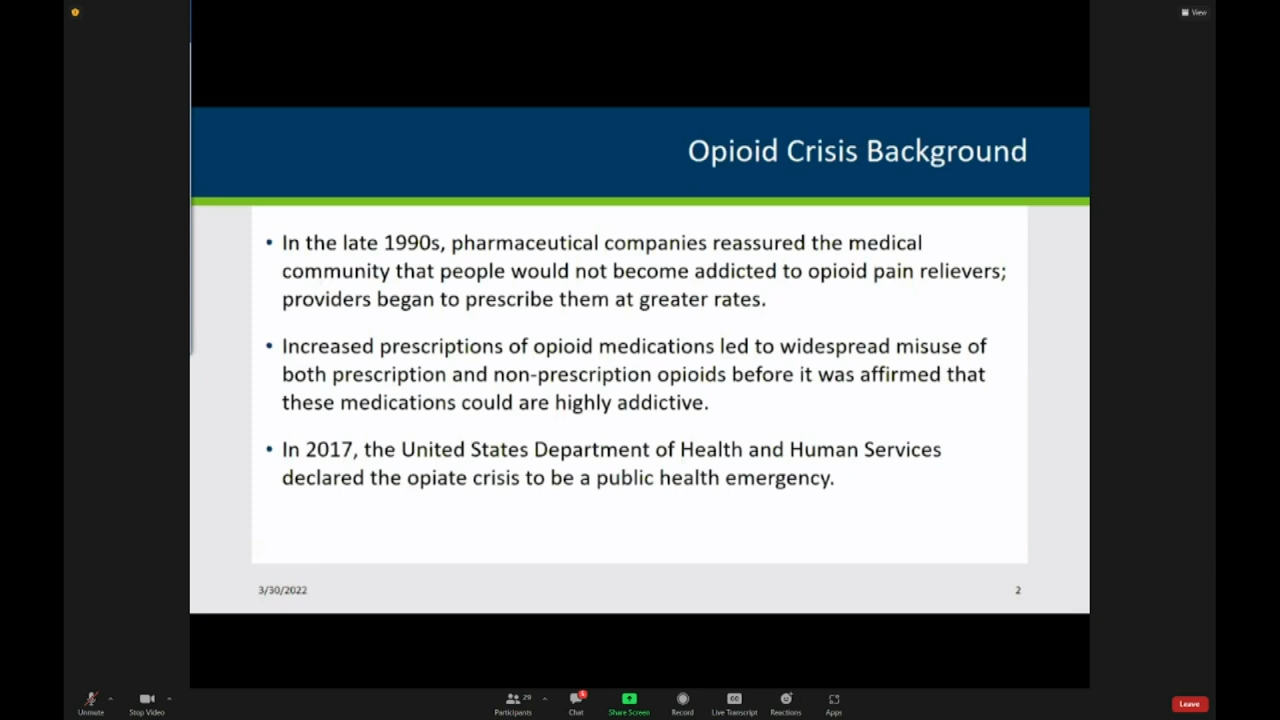 View
Opioid Crisis Background
• In the late 1990s, pharmaceutical companies reassured the medical
community that people would not become addicted to opioid pain relievers;
providers began to prescribe them at greater rates.
• Increased prescriptions of opioid medications led to widespread misuse of
both prescription and non-prescription opioids before it was affirmed that
these medications could are highly addictive.
• In 2017, the United States Department of Health and Human Services
declared the opiate crisis to be a public health emergency.
3/30/2022 2
29
Unmute Stop Video Participants Chat Share Screen Record Live Transcript Reactions Apps Leave